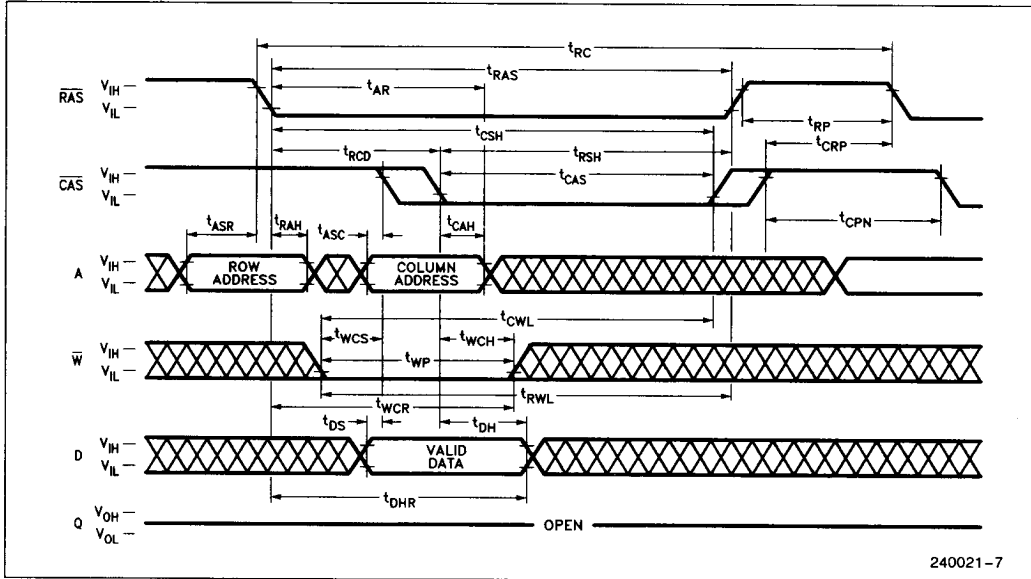 tRC
tRAS
tAR
RAS VIH
VIL
tRP
tCSH
tCRP
tRCD tRSH
CAS VIH
VIL
tCAS
tCPN
tASR tRAH tASC tCAH
A VIH
VIL
ROW ADDRESS
COLUMN ADDRESS
tCWL
tWCS tWCH
W VIH
VIL
tWP
tRWL
tWCR
tDS tDH
D VIH
VIL
VALID DATA
tDHR
Q VOH
VOL
OPEN
240021-7